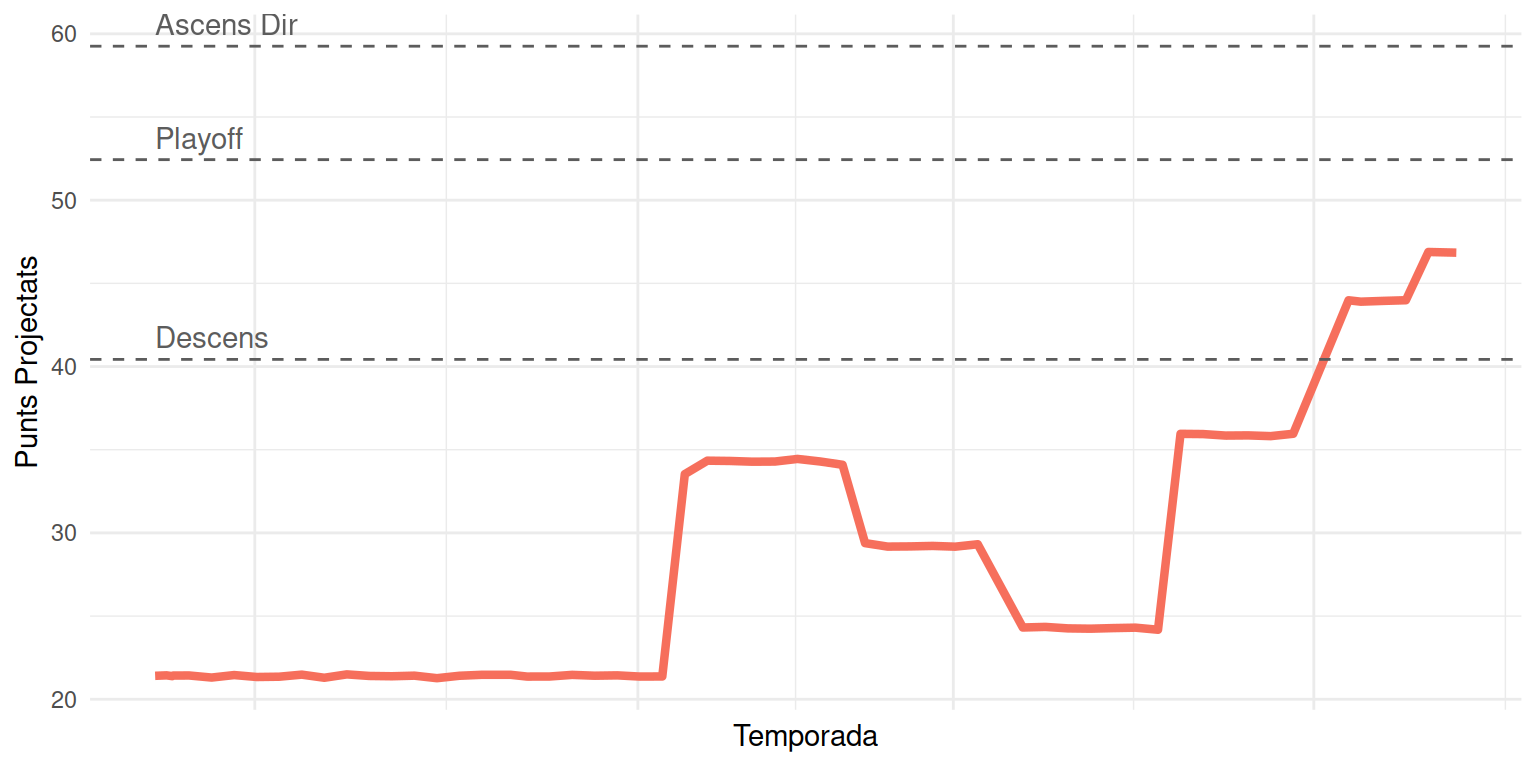 Ascens Dir
60
Playoff
50
Descens
40
30
20
Punts Projectats
Temporada